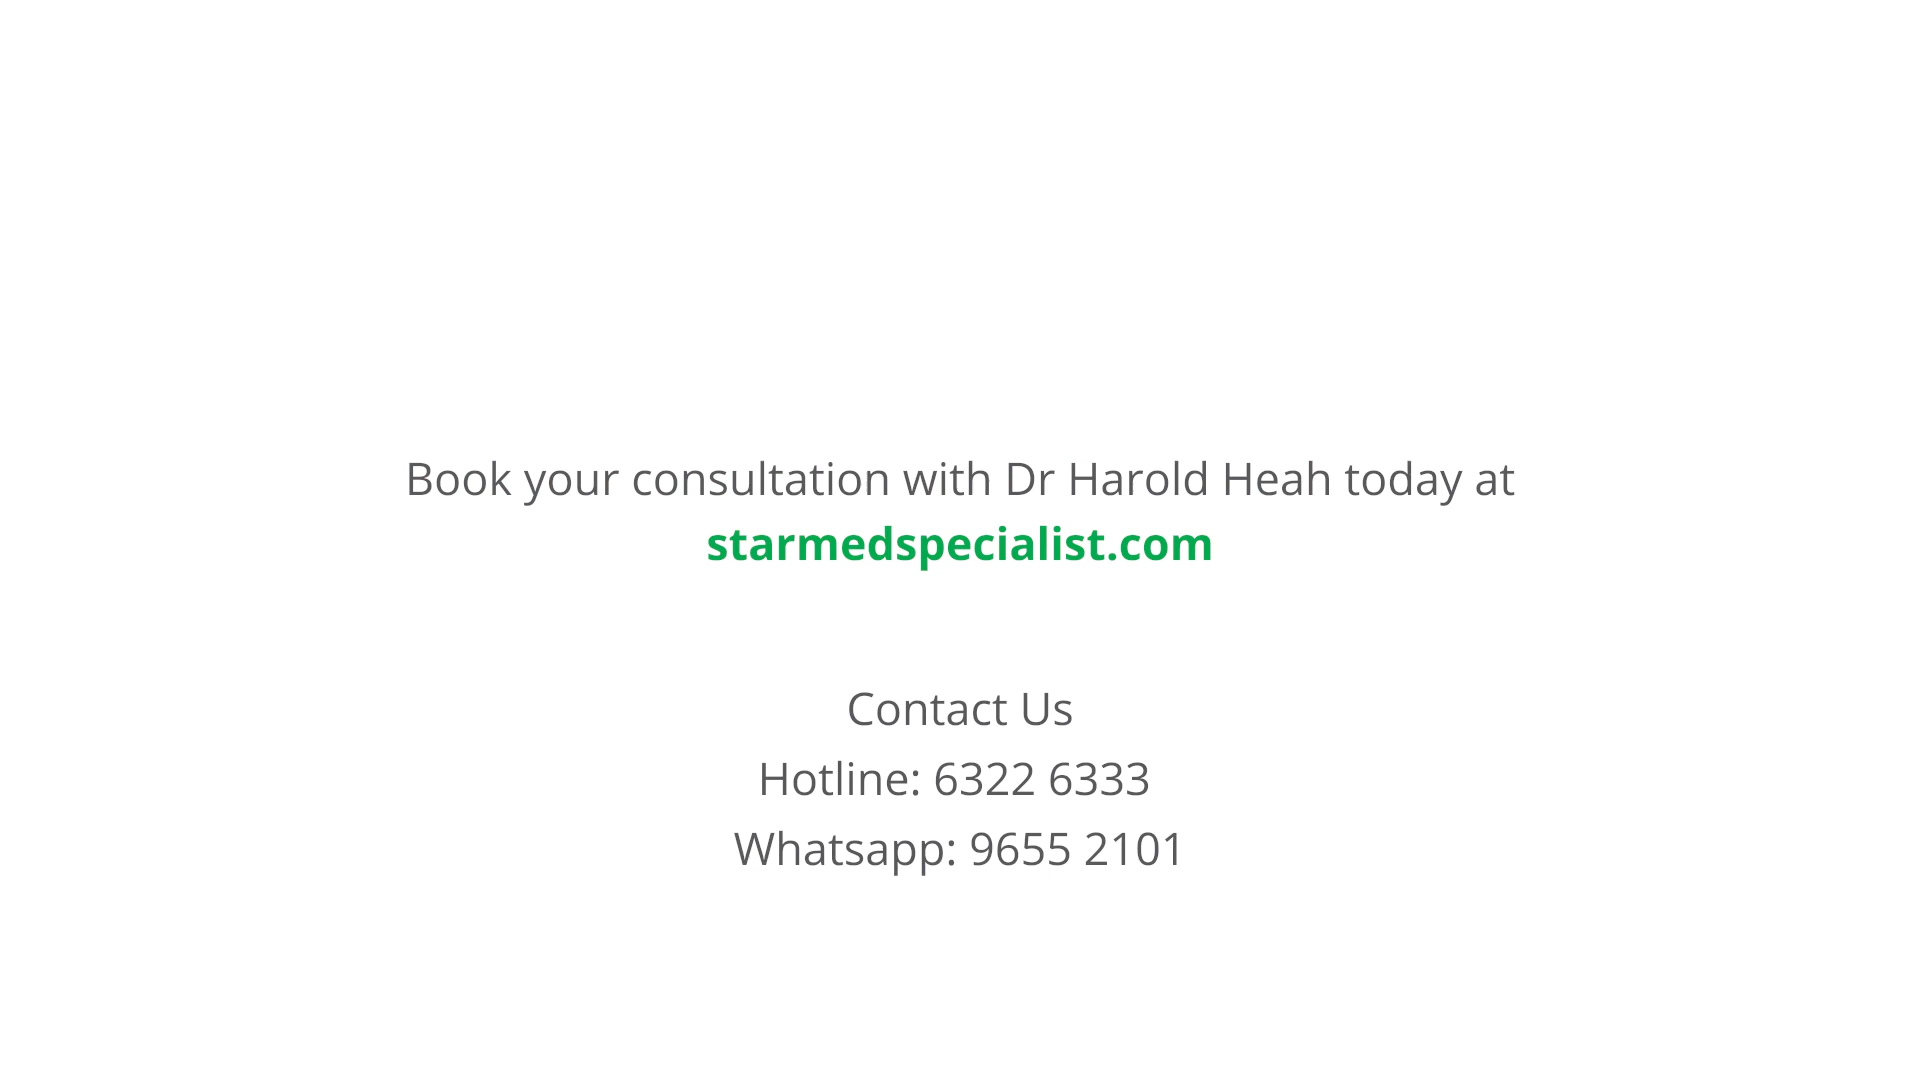 Book your consultation with Dr Harold Heah today at
starmedspecialist.com
Contact Us
Hotline: 6322 6333
Whatsapp: 9655 2101